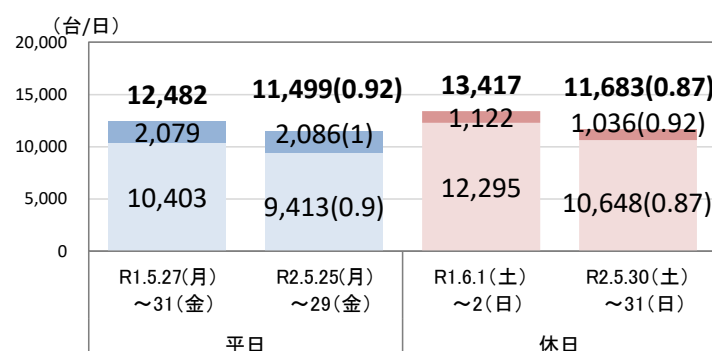 （台/日）
20,000
15,000
10,000
5,000
0
12,482
2,079
10,403
11,499(0.92)
2,086(1)
9,413(0.9)
13,417
1,122
12,295
11,683(0.87)
1,036(0.92)
10,648(0.87)
R1.5.27(月)
～31(金)
R2.5.25(月)
～29(金)
R1.6.1(土)
～2(日)
R2.5.30(土)
～31(日)
平日
休日